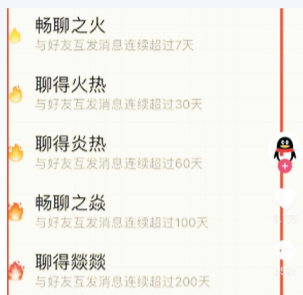 畅聊之火
与好友互发消息连续超过7天
聊得火热
与好友互发消息连续超过30天
聊得炎热
与好友互发消息连续超过60天
畅聊之焱
与好友互发消息连续超过100天
聊得燚燚
与好友互发消息连续超过200天